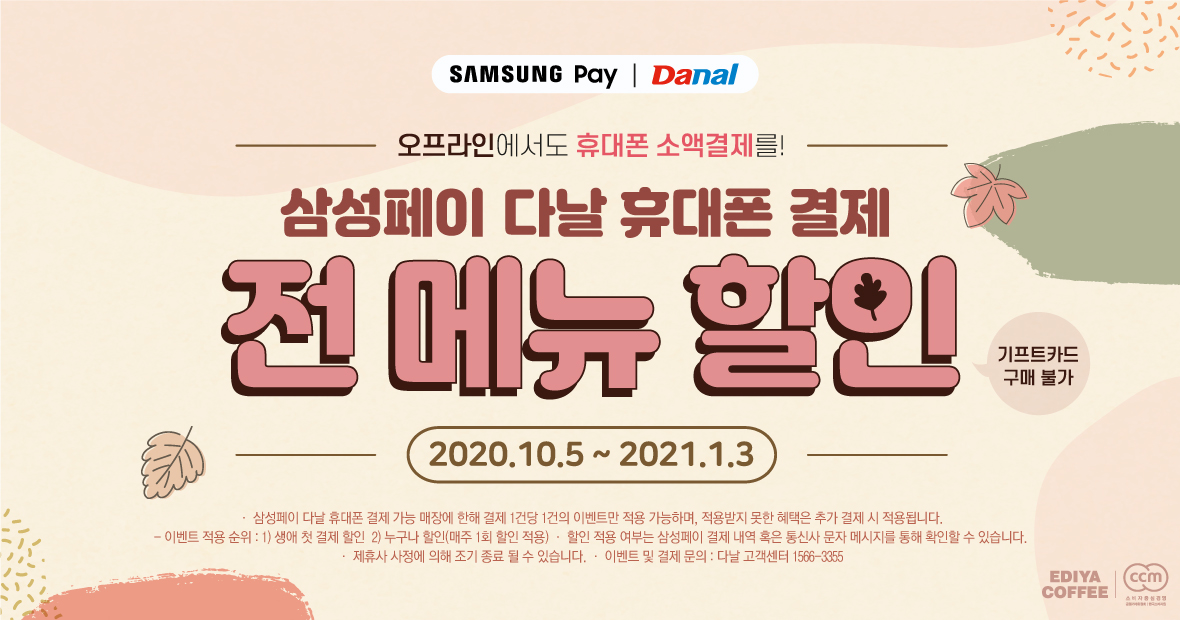 SAMSUNG Pay | Danal
오프라인에서도 휴대폰 소액결제를!
삼성페이 다날 휴대폰 결제
전 메뉴 할인
기프트카드
구매 불가
2020.10.5 ~ 2021.1.3
· 삼성페이 다날 휴대폰 결제 가능 매장에 한해 결제 1건당 1건의 이벤트만 적용 가능하며, 적용받지 못한 혜택은 추가 결제 시 적용됩니다.
- 이벤트 적용 순위 : 1) 생애 첫 결제 할인 2) 누구나 할인(매주 1회 할인 적용) · 할인 적용 여부는 삼성페이 결제 내역 혹은 통신사 문자 메시지를 통해 확인할 수 있습니다.
· 제휴사 사정에 의해 조기 종료 될 수 있습니다. · 이벤트 및 결제 문의 : 다날 고객센터 1566-3355
EDIYA
COFFEE
ccm
소비자중심경영